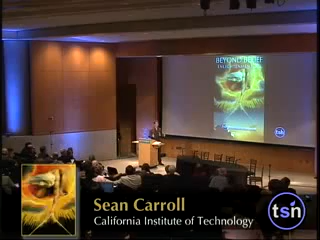 BEYOND BELIEF
Sean Carroll
California Institute of Technology
tsn